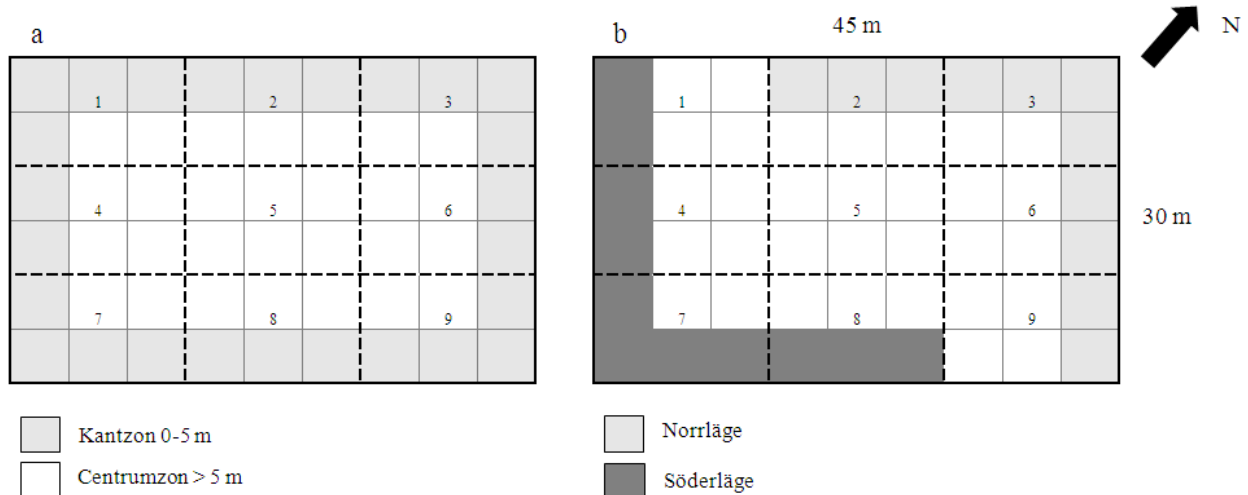 a
1 2 3
4 5 6
7 8 9
Kantzon 0-5 m
Centrumzon > 5 m
b
45 m
N
1 2 3
4 5 6
30 m
7 8 9
Norrläge
Söderläge